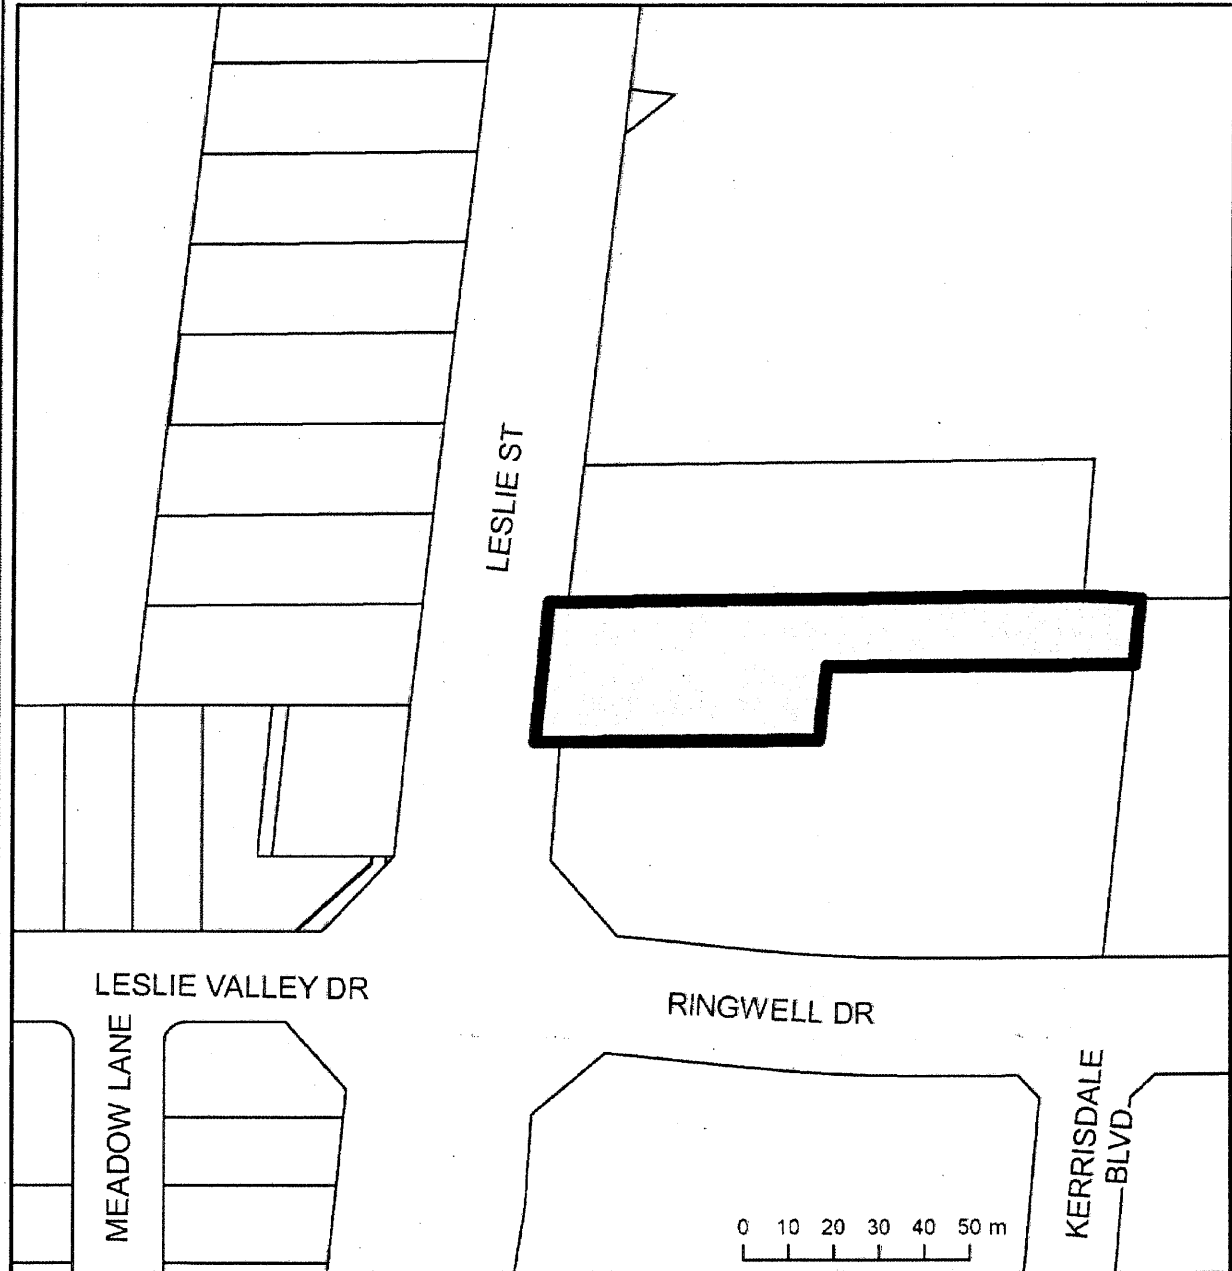 LESLIE ST
LESLIE VALLEY DR
RINGWELL DR
MEADOW LANE
KERRISDALE
BLVD
0 10 20 30 40 50 m